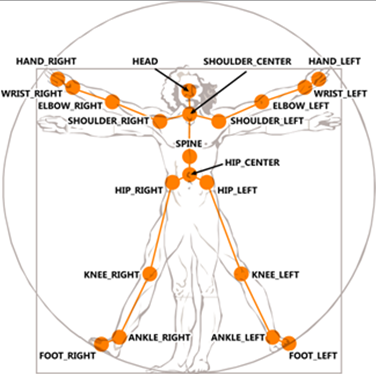 HAND_RIGHT
HEAD
SHOULDER_CENTER
HAND_LEFT
WRIST_RIGHT
WRIST_LEFT
ELBOW_RIGHT
ELBOW_LEFT
SHOULDER_RIGHT
SHOULDER_LEFT
SPINE
HIP_CENTER
HIP_RIGHT
HIP_LEFT
KNEE_RIGHT
KNEE_LEFT
ANKLE_RIGHT
ANKLE_LEFT
FOOT_RIGHT
FOOT_LEFT